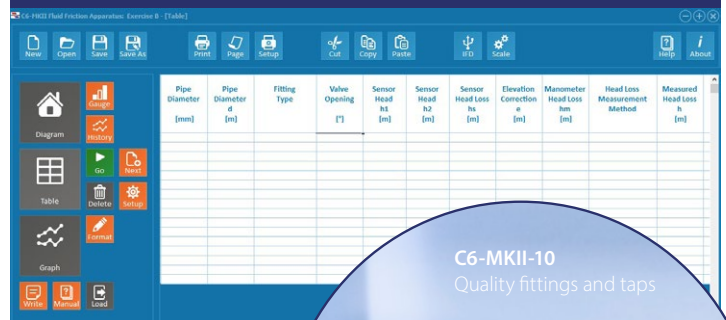 C6-MKII Fluid Friction Apparatus: Exercise B - [Table]
New Open Save Save As Print Page Setup Cut Copy Paste IFD Scale Help About
Diagram
Gauge
History
Table
Go
Next
Delete
Setup
Graph
Format
Write
Manual
Load
Pipe Diameter [mm]
Pipe Diameter d [m]
Fitting Type
Valve Opening [°]
Sensor Head h1 [m]
Sensor Head h2 [m]
Sensor Head Loss hs [m]
Elevation Correction e [m]
Manometer Head Loss hm [m]
Head Loss Measurement Method
Measured Head Loss h [m]
C6-MKII-10
Quality fittings and taps